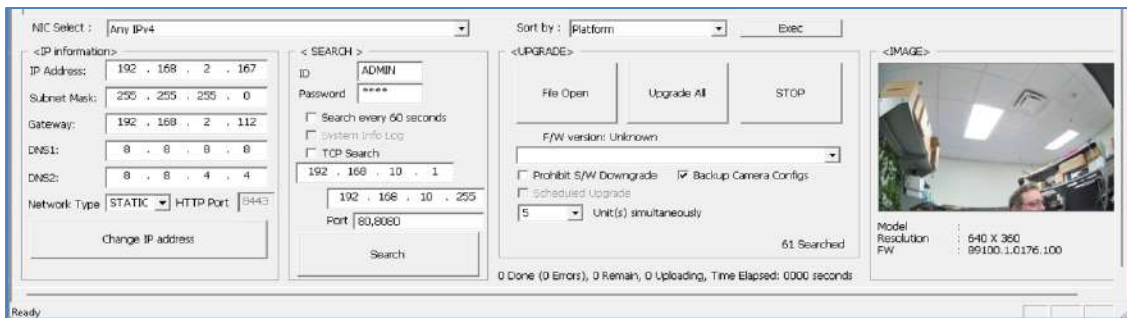 NIC Select : Any IPv4 Sort by : Platform Exec
<IP information>
IP Address: 192 . 168 . 2 . 167
Subnet Mask: 255 . 255 . 255 . 0
Gateway: 192 . 168 . 2 . 112
DNS1: 8 . 8 . 8 . 8
DNS2: 8 . 8 . 4 . 4
Network Type STATIC HTTP Port 8443
Change IP address
< SEARCH >
ID ADMIN
Password ****
Search every 60 seconds
System Info Log
TCP Search
192 . 168 . 10 . 1
192 . 168 . 10 . 255
Port 80,8080
Search
<UPGRADE>
File Open Upgrade All STOP
F/W version: Unknown
Prohibit S/W Downgrade Backup Camera Configs
Scheduled Upgrade
5 Unit(s) simultaneously
61 Searched
0 Done (0 Errors), 0 Remain, 0 Uploading, Time Elapsed: 0000 seconds
<IMAGE>
Model :
Resolution : 640 X 360
FW : 89100.1.0176.100
Ready